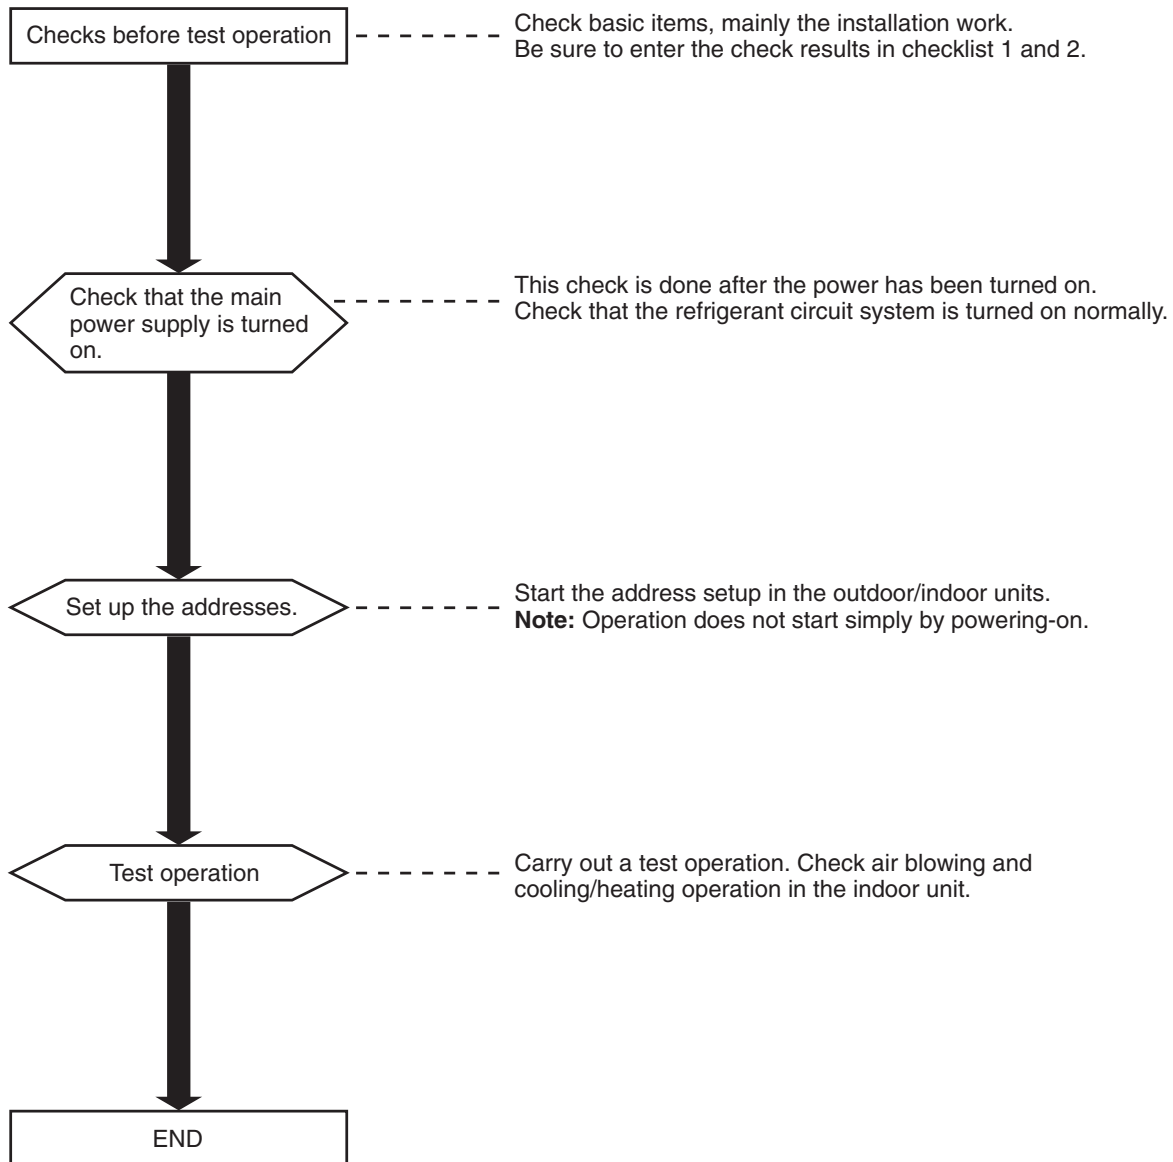 Checks before test operation
Check basic items, mainly the installation work.
Be sure to enter the check results in checklist 1 and 2.
Check that the main
power supply is turned
on.
This check is done after the power has been turned on.
Check that the refrigerant circuit system is turned on normally.
Set up the addresses.
Start the address setup in the outdoor/indoor units.
Note: Operation does not start simply by powering-on.
Test operation
Carry out a test operation. Check air blowing and
cooling/heating operation in the indoor unit.
END